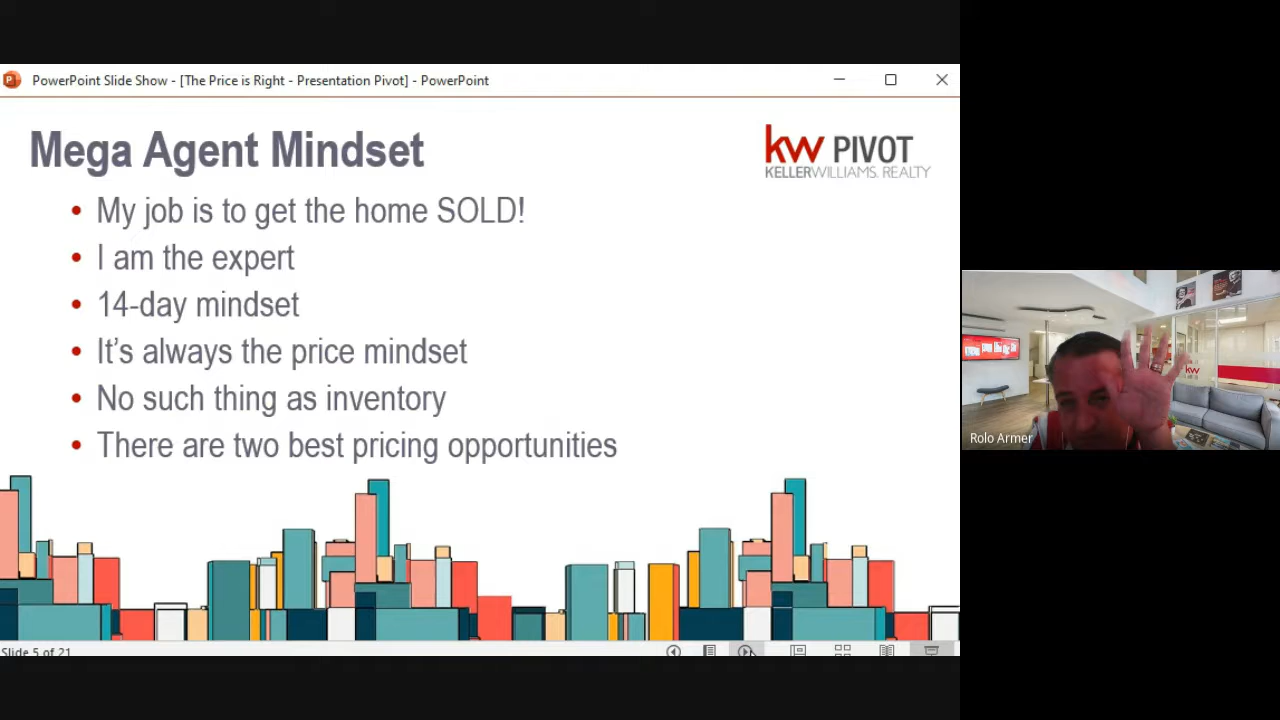 PowerPoint Slide Show - [The Price is Right - Presentation Pivot] - PowerPoint
Mega Agent Mindset
kw PIVOT
KELLERWILLIAMS. REALTY
• My job is to get the home SOLD!
• I am the expert
• 14-day mindset
• It's always the price mindset
• No such thing as inventory
• There are two best pricing opportunities
Slide 5 of 21
kw
Rolo Armer